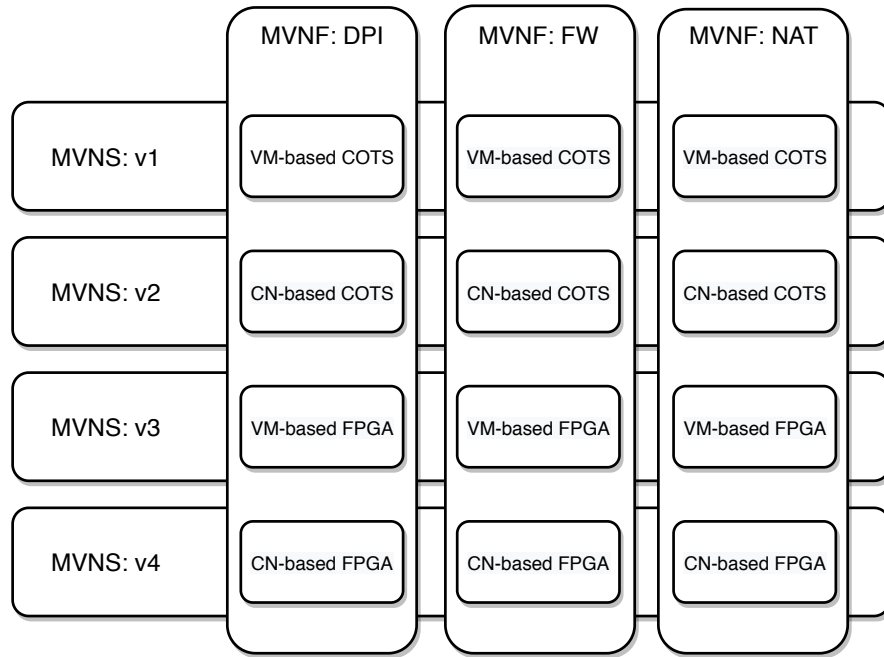 MVNF: DPI
MVNF: FW
MVNF: NAT
MVNS: v1
VM-based COTS
VM-based COTS
VM-based COTS
MVNS: v2
CN-based COTS
CN-based COTS
CN-based COTS
MVNS: v3
VM-based FPGA
VM-based FPGA
VM-based FPGA
MVNS: v4
CN-based FPGA
CN-based FPGA
CN-based FPGA